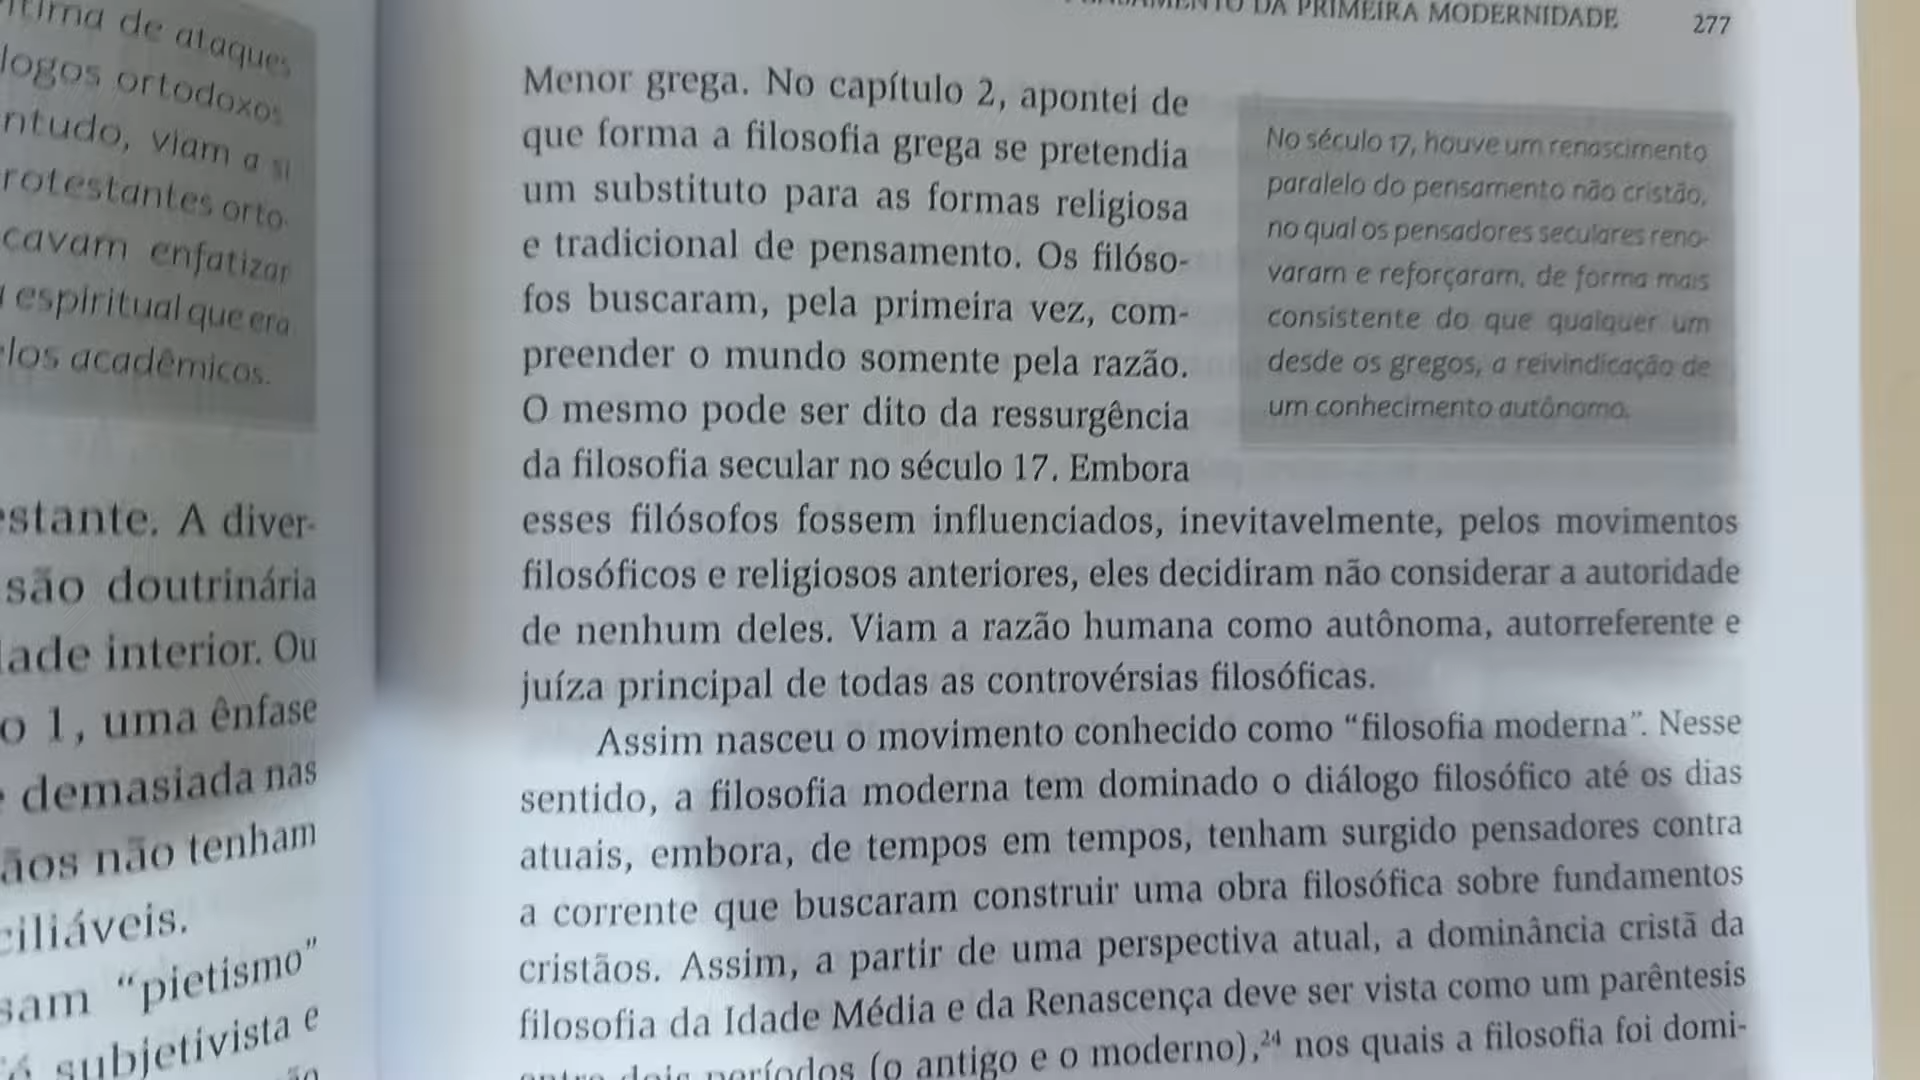 de ataques
logos ortodoxos
ntudo, viam a si
rotestantes orto-
cavam enfatizar
espiritual que era
los acadêmicos.
estante. A diver-
são doutrinária
dade interior. Ou
o 1, uma ênfase
demasiada nas
ãos não tenham
ciliáveis.
sam “pietismo”
subjetivista e
DA PRIMEIRA MODERNIDADE 277
Menor grega. No capítulo 2, apontei de
que forma a filosofia grega se pretendia
um substituto para as formas religiosa
e tradicional de pensamento. Os filóso-
fos buscaram, pela primeira vez, com-
preender o mundo somente pela razão.
O mesmo pode ser dito da ressurgência
da filosofia secular no século 17. Embora
esses filósofos fossem influenciados, inevitavelmente, pelos movimentos
filosóficos e religiosos anteriores, eles decidiram não considerar a autoridade
de nenhum deles. Viam a razão humana como autônoma, autorreferente e
juíza principal de todas as controvérsias filosóficas.
Assim nasceu o movimento conhecido como “filosofia moderna”. Nesse
sentido, a filosofia moderna tem dominado o diálogo filosófico até os dias
atuais, embora, de tempos em tempos, tenham surgido pensadores contra
a corrente que buscaram construir uma obra filosófica sobre fundamentos
cristãos. Assim, a partir de uma perspectiva atual, a dominância cristã da
filosofia da Idade Média e da Renascença deve ser vista como um parêntesis
entre dois períodos (o antigo e o moderno),²⁴ nos quais a filosofia foi domi-
No século 17, houve um renascimento
paralelo do pensamento não cristão,
no qual os pensadores seculares reno-
varam e reforçaram, de forma mais
consistente do que qualquer um
desde os gregos, a reivindicação de
um conhecimento autônomo.